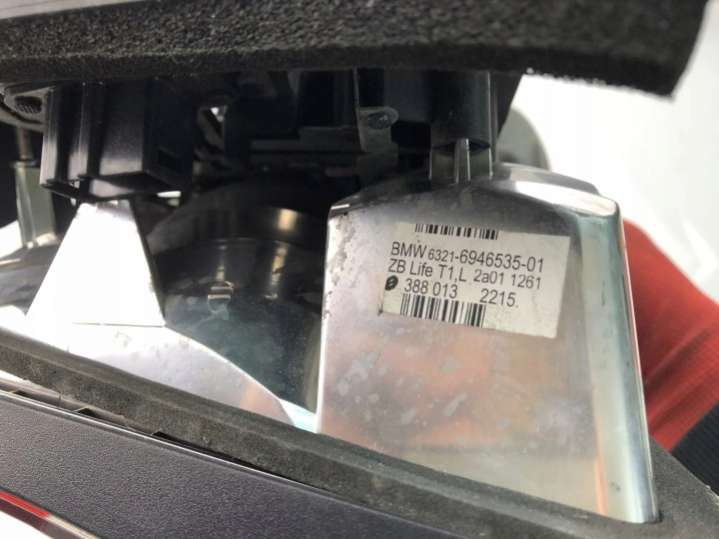 BMW 6321-6946535-01
ZB Life T1,L 2a01 1261
388 013 2215.